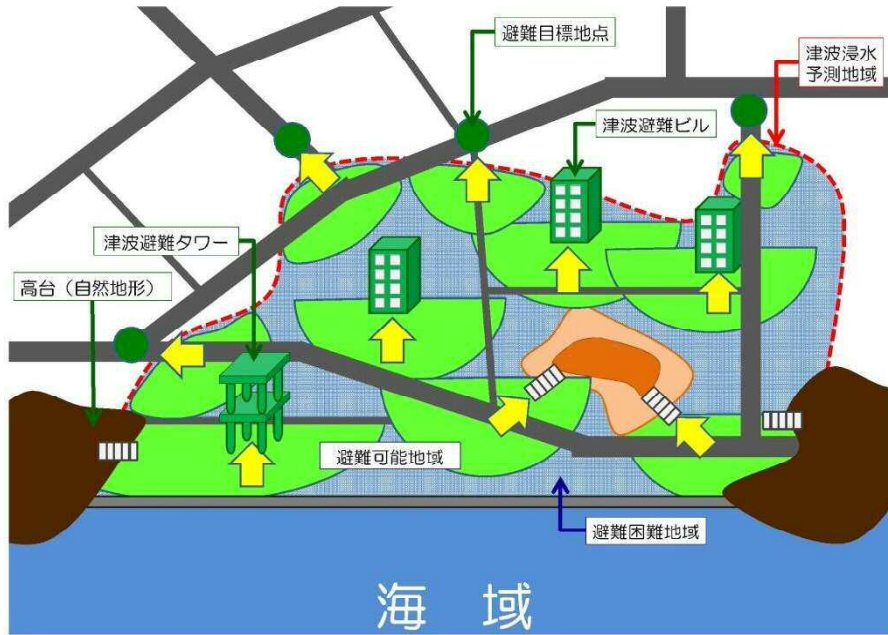 避難目標地点
津波浸水
予測地域
津波避難ビル
津波避難タワー
高台（自然地形）
避難可能地域
避難困難地域
海 域